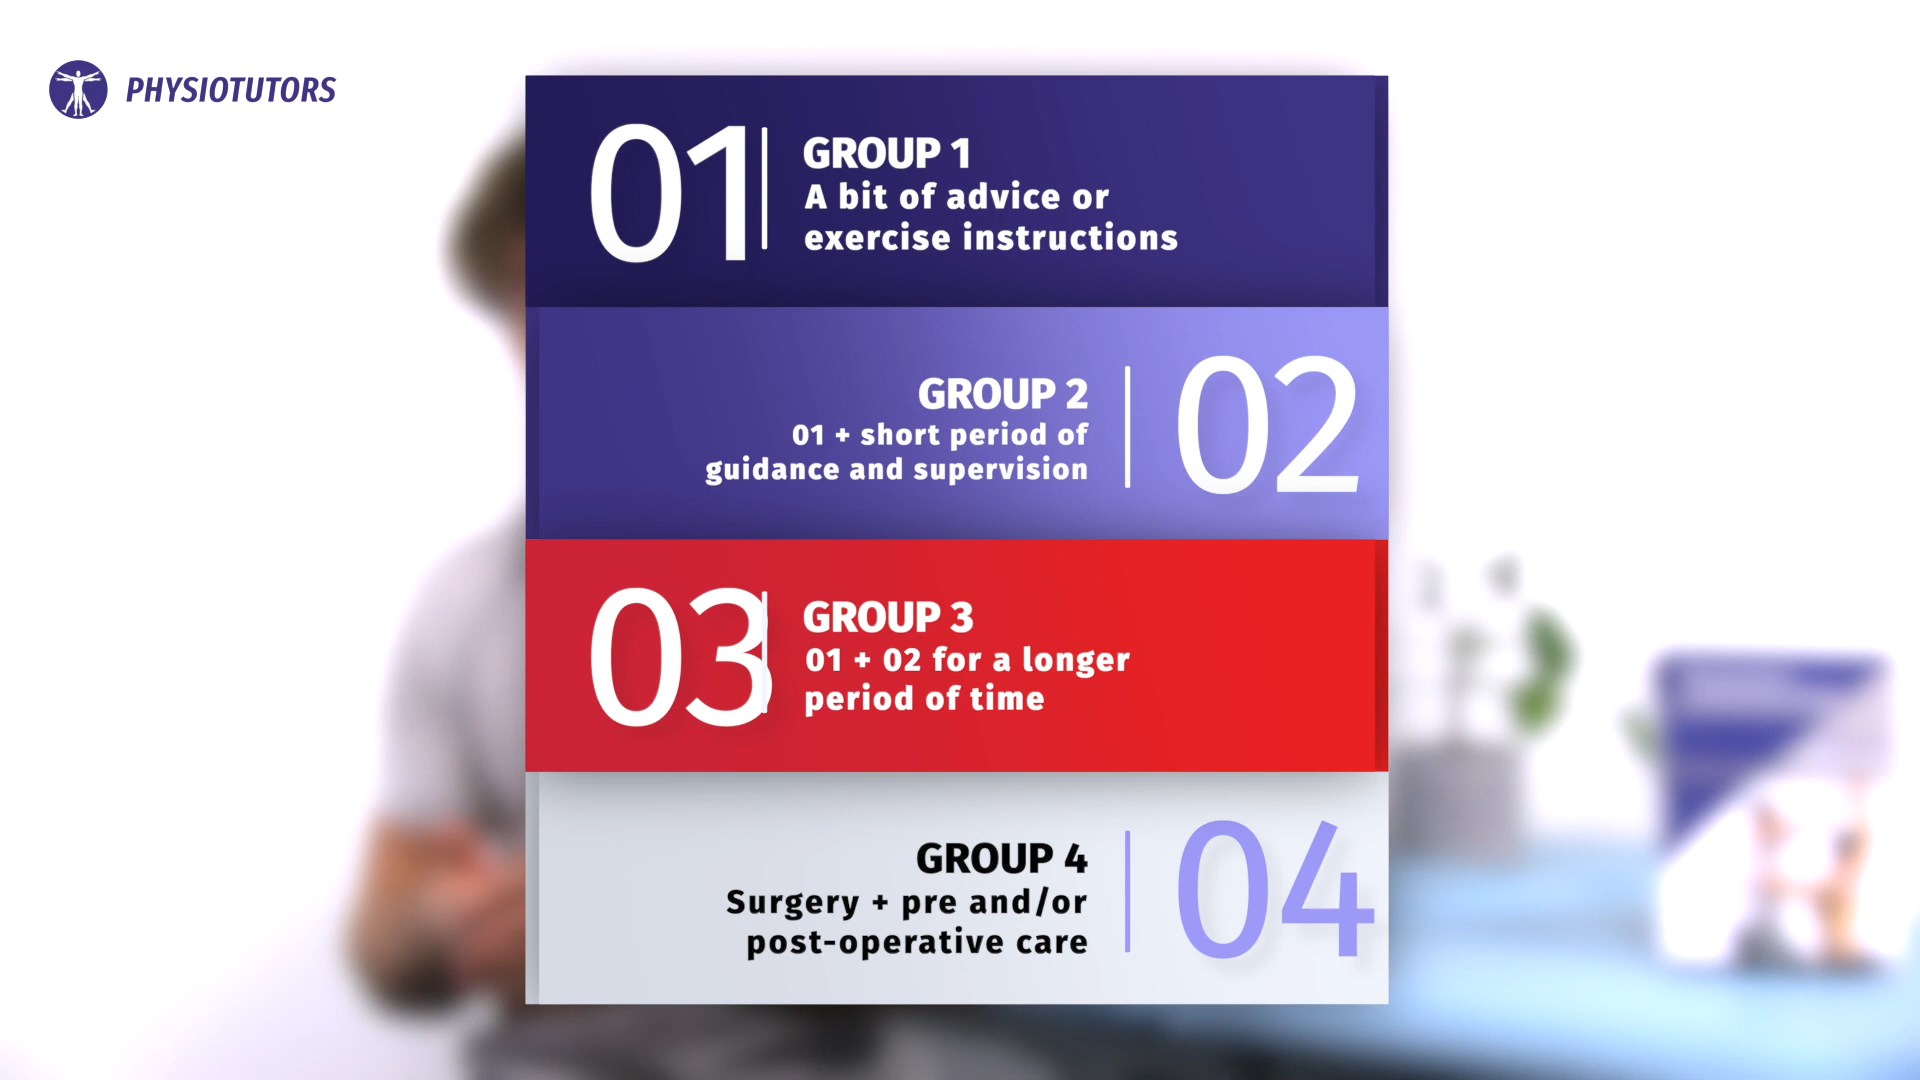 PHYSIOTUTORS
01
GROUP 1
A bit of advice or
exercise instructions
GROUP 2
01 + short period of
guidance and supervision
02
03
GROUP 3
01 + 02 for a longer
period of time
GROUP 4
Surgery + pre and/or
post-operative care
04